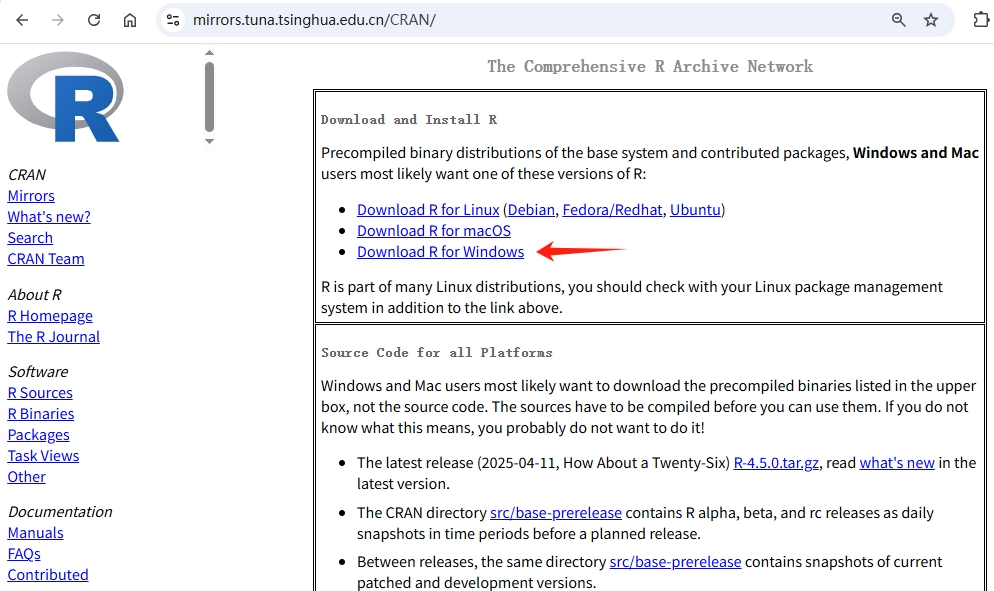 mirrors.tuna.tsinghua.edu.cn/CRAN/
R
CRAN
Mirrors
What's new?
Search
CRAN Team
About R
R Homepage
The R Journal
Software
R Sources
R Binaries
Packages
Task Views
Other
Documentation
Manuals
FAQs
Contributed
The Comprehensive R Archive Network
Download and Install R
Precompiled binary distributions of the base system and contributed packages, Windows and Mac
users most likely want one of these versions of R:
Download R for Linux (Debian, Fedora/Redhat, Ubuntu)
Download R for macOS
Download R for Windows
R is part of many Linux distributions, you should check with your Linux package management
system in addition to the link above.
Source Code for all Platforms
Windows and Mac users most likely want to download the precompiled binaries listed in the upper
box, not the source code. The sources have to be compiled before you can use them. If you do not
know what this means, you probably do not want to do it!
The latest release (2025-04-11, How About a Twenty-Six) R-4.5.0.tar.gz, read what's new in the
latest version.
The CRAN directory src/base-prerelease contains R alpha, beta, and rc releases as daily
snapshots in time periods before a planned release.
Between releases, the same directory src/base-prerelease contains snapshots of current
patched and development versions.